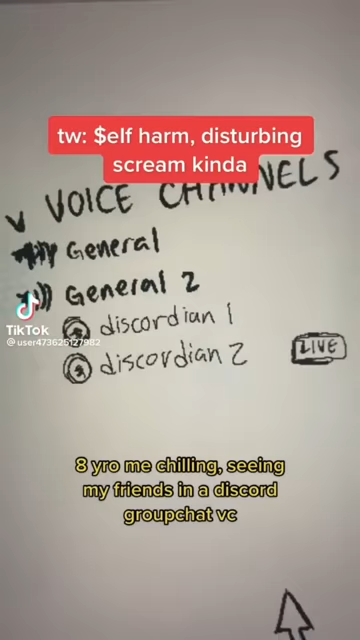 tw: $elf harm, disturbing
scream kinda
VOICE CHANNELS
General
General 2
discordian 1
discordian 2
LIVE
TikTok
@user473625127982
8 yro me chilling, seeing
my friends in a discord
groupchat vc